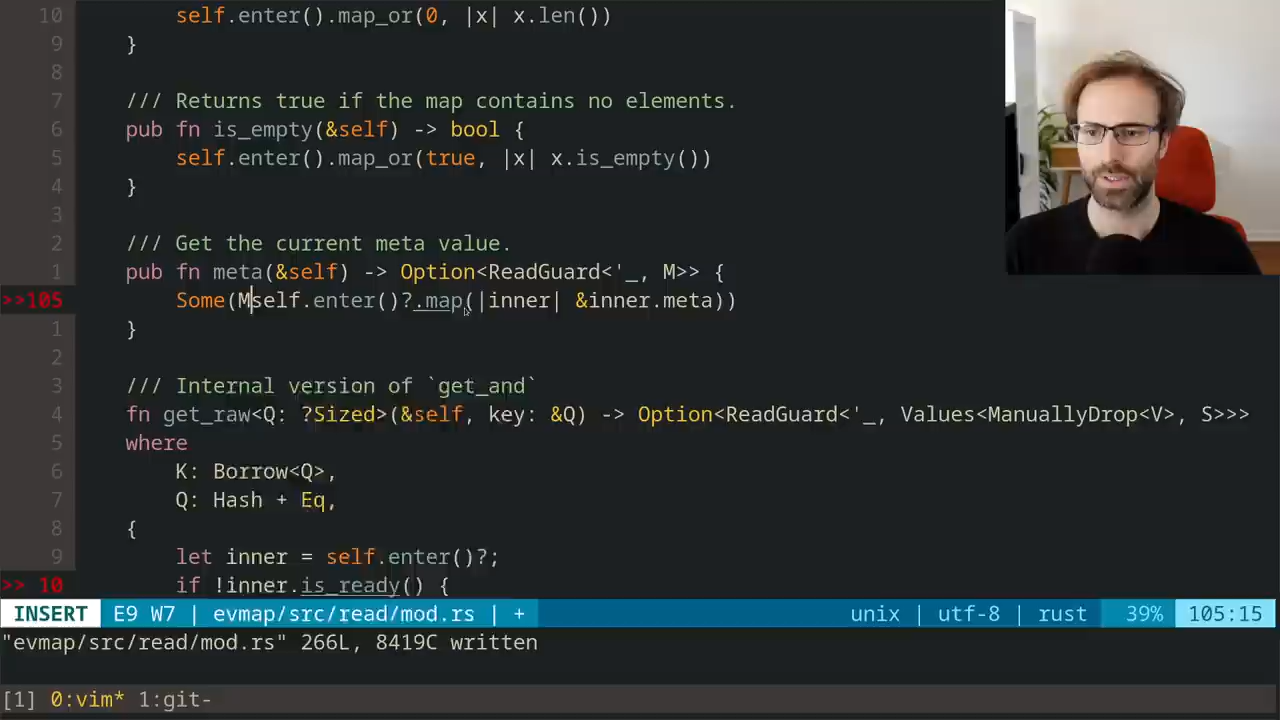 10 self.enter().map_or(0, |x| x.len())
9 }
8
7 /// Returns true if the map contains no elements.
6 pub fn is_empty(&self) -> bool {
5 self.enter().map_or(true, |x| x.is_empty())
4 }
3
2 /// Get the current meta value.
1 pub fn meta(&self) -> Option<ReadGuard<'_, M>> {
>>105 Some(Mself.enter()?.map(|inner| &inner.meta))
1 }
2
3 /// Internal version of `get_and`
4 fn get_raw<Q: ?Sized>(&self, key: &Q) -> Option<ReadGuard<'_, Values<ManuallyDrop<V>, S>>>
5 where
6 K: Borrow<Q>,
7 Q: Hash + Eq,
8 {
9 let inner = self.enter()?;
>> 10 if !inner.is_ready() {
INSERT E9 W7 | evmap/src/read/mod.rs | + unix | utf-8 | rust 39% 105:15
"evmap/src/read/mod.rs" 266L, 8419C written
[1] 0:vim* 1:git-